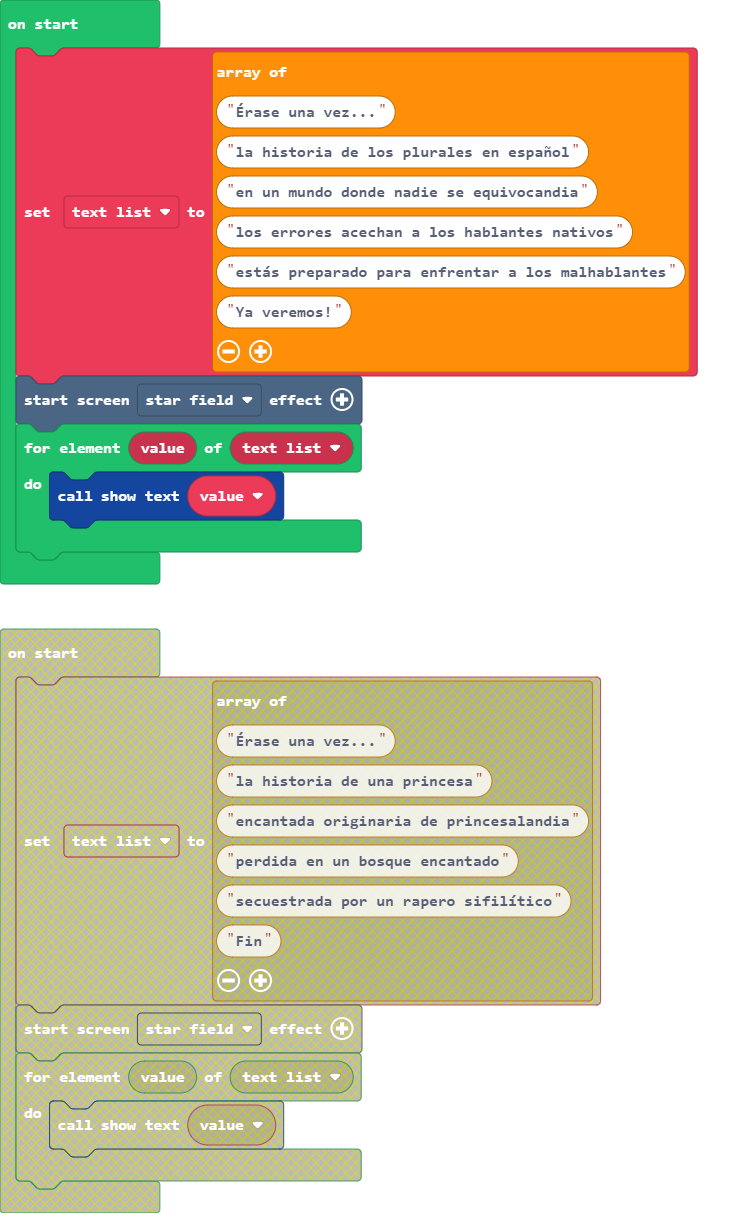 on start
array of
"Érase una vez..."
"la historia de los plurales en español"
"en un mundo donde nadie se equivocandia"
set text list to
"los errores acechan a los hablantes nativos"
"estás preparado para enfrentar a los malhablantes"
"Ya veremos!"
start screen star field effect
for element value of text list
do
call show text value
on start
array of
"Érase una vez..."
"la historia de una princesa"
"encantada originaria de princesalandia"
set text list to
"perdida en un bosque encantado"
"secuestrada por un rapero sifilítico"
"Fin"
start screen star field effect
for element value of text list
do
call show text value